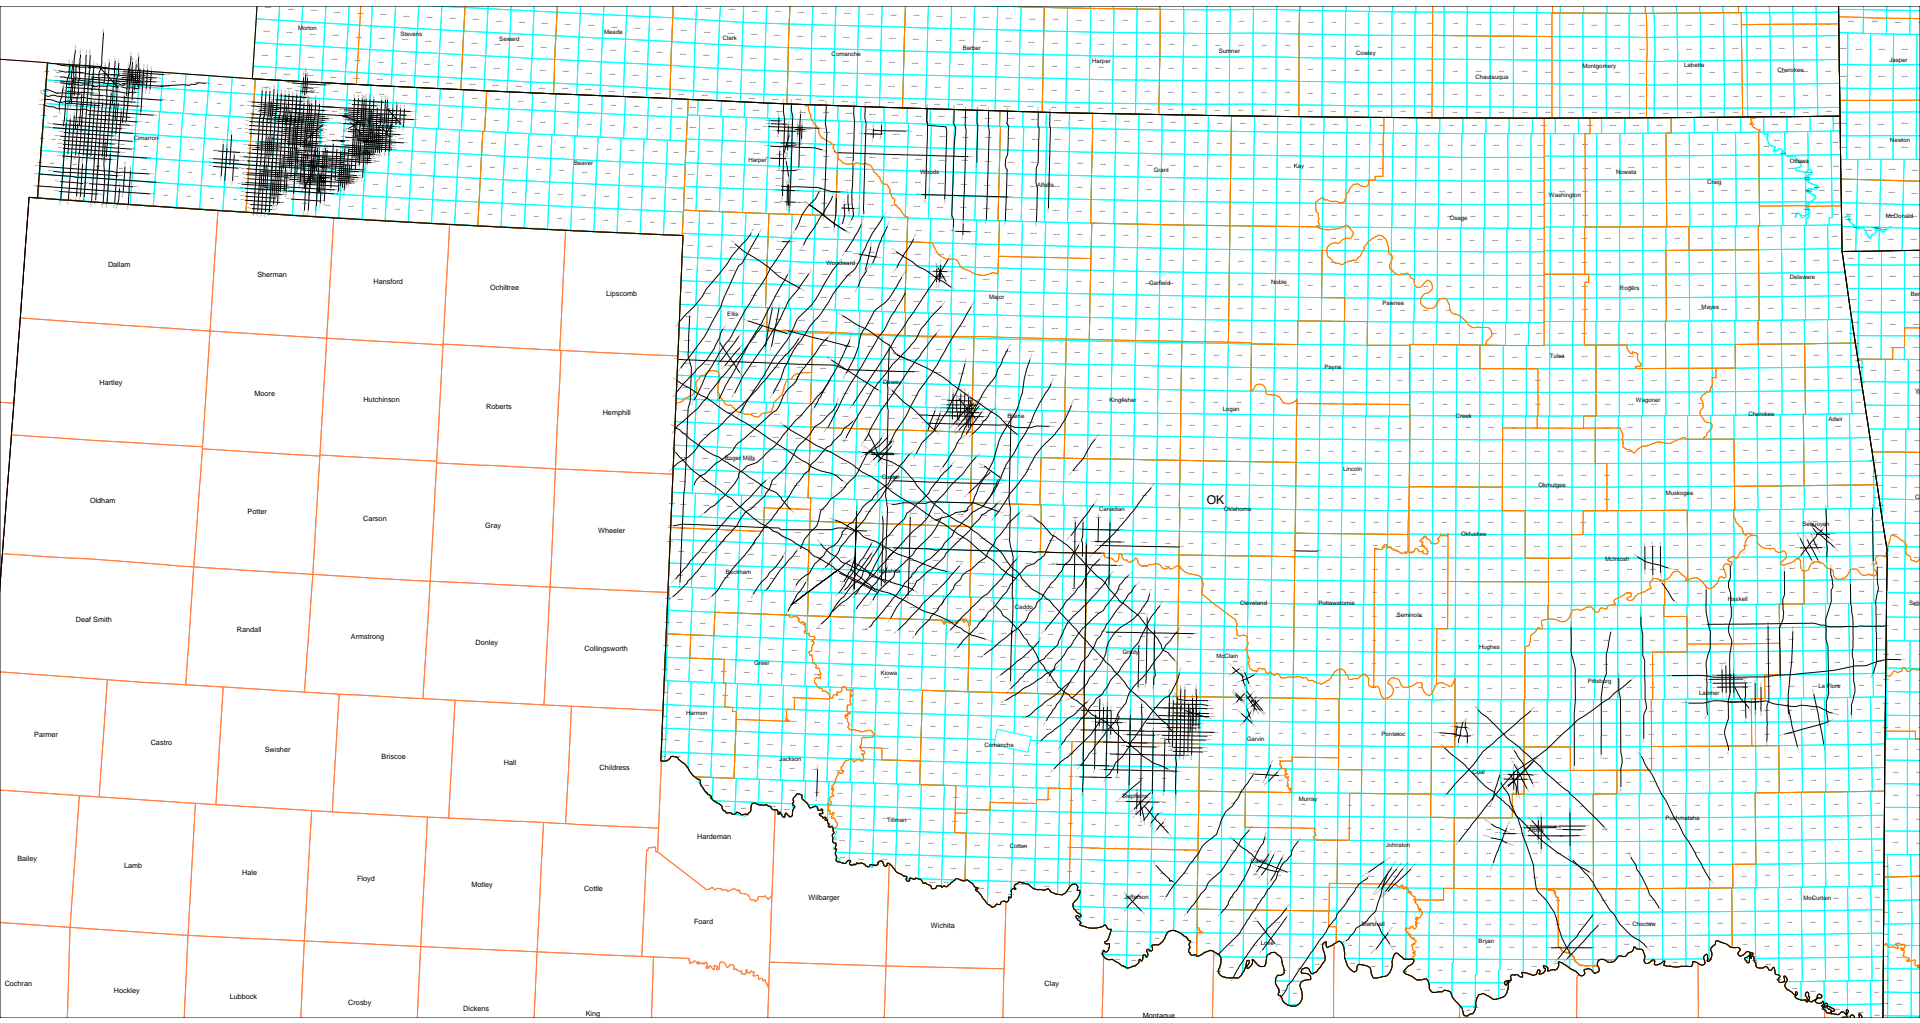 Morton
Stevens
Seward
Meade
Clark
Comanche
Barber
Harper
Sumner
Cowley
Chautauqua
Montgomery
Labette
Cherokee
Jasper
Newton
McDonald
Cimarron
Beaver
Harper
Woods
Alfalfa
Grant
Kay
Osage
Washington
Nowata
Craig
Ottawa
Dallam
Sherman
Hansford
Ochiltree
Lipscomb
Ellis
Woodward
Major
Garfield
Noble
Pawnee
Rogers
Mayes
Delaware
Ben
Hartley
Moore
Hutchinson
Roberts
Hemphill
Dewey
Blaine
Kingfisher
Logan
Payne
Creek
Tulsa
Wagoner
Cherokee
Adair
W
Oldham
Potter
Carson
Gray
Wheeler
Roger Mills
Custer
Canadian
OK
Oklahoma
Lincoln
Okfuskee
Okmulgee
Muskogee
McIntosh
Sequoyah
C
Deaf Smith
Randall
Armstrong
Donley
Collingsworth
Beckham
Washita
Caddo
Grady
McClain
Cleveland
Pottawatomie
Seminole
Hughes
Pittsburg
Haskell
Latimer
Le Flore
Seb
Parmer
Castro
Swisher
Briscoe
Hall
Childress
Greer
Harmon
Kiowa
Jackson
Comanche
Tillman
Cotton
Stephens
Jefferson
Garvin
Murray
Carter
Love
Johnston
Marshall
Pontotoc
Coal
Atoka
Bryan
Pushmataha
Choctaw
McCurtain
Bailey
Lamb
Hale
Floyd
Motley
Cottle
Hardeman
Foard
Wilbarger
Wichita
Clay
Montague
Cochran
Hockley
Lubbock
Crosby
Dickens
King